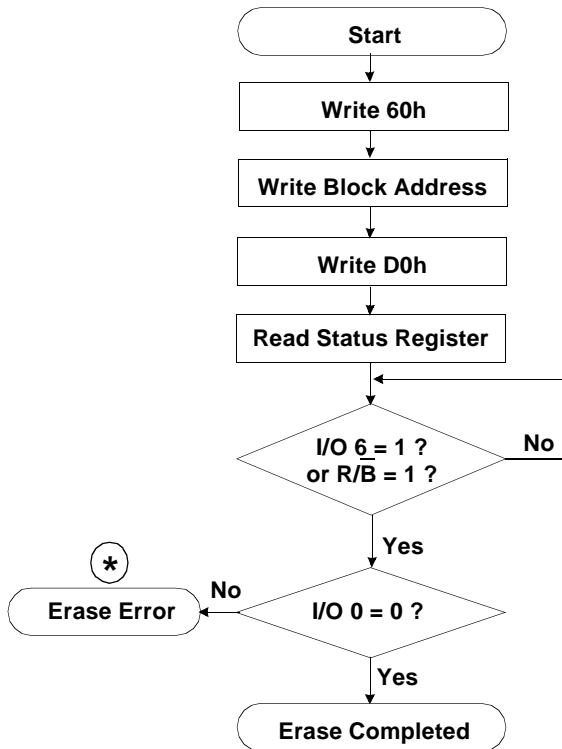 Start
Write 60h
Write Block Address
Write D0h
Read Status Register
I/O 6 = 1 ?
or R/B̅ = 1 ?
No
Yes
*
No
Erase Error
I/O 0 = 0 ?
Yes
Erase Completed